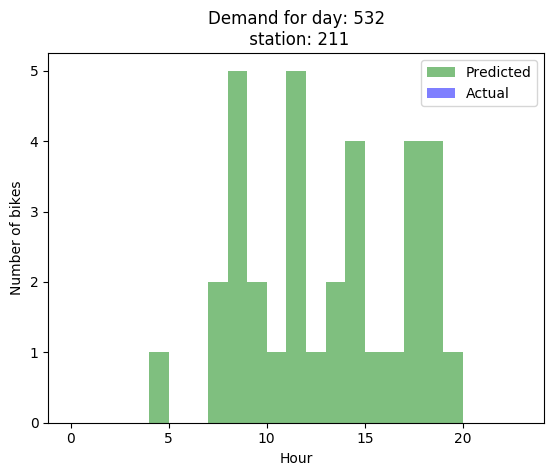 Demand for day: 532
station: 211
Predicted
Actual
Number of bikes
5
4
3
2
1
0
0
5
10
15
20
Hour